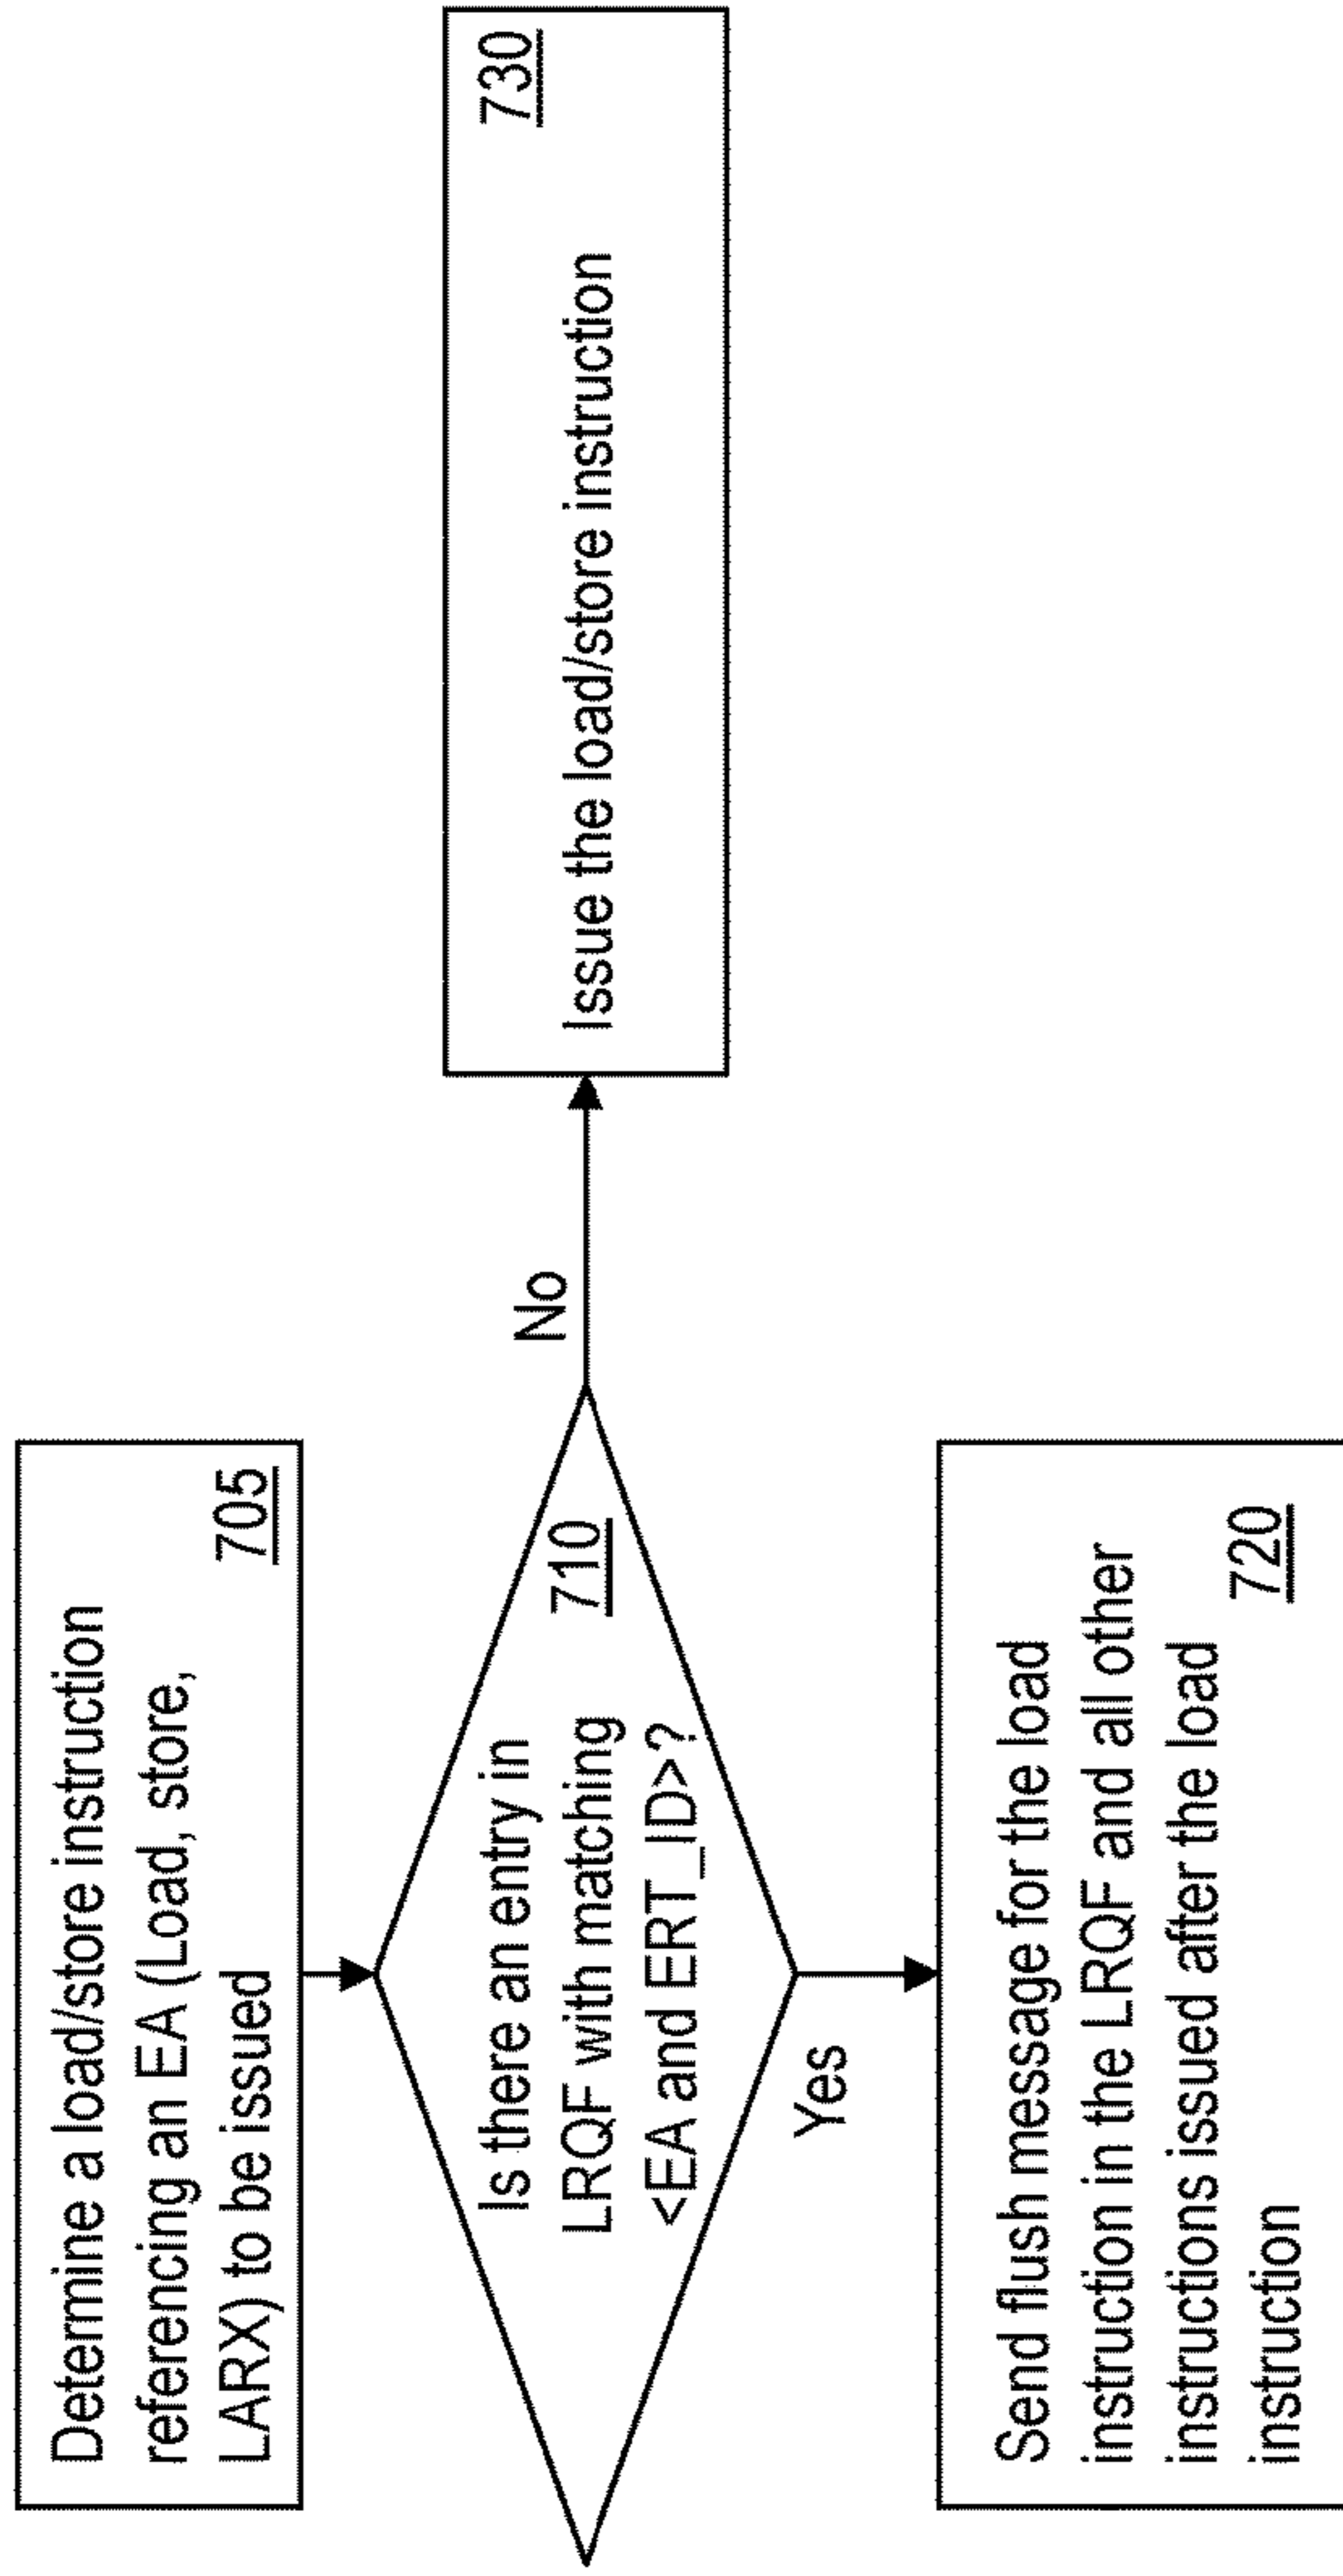 Determine a load/store instruction
referencing an EA (Load, store,
LARX) to be issued
705
Is there an entry in
LRQF with matching
<EA and ERT_ID>?
710
No
Issue the load/store instruction
730
Yes
Send flush message for the load
instruction in the LRQF and all other
instructions issued after the load
instruction
720